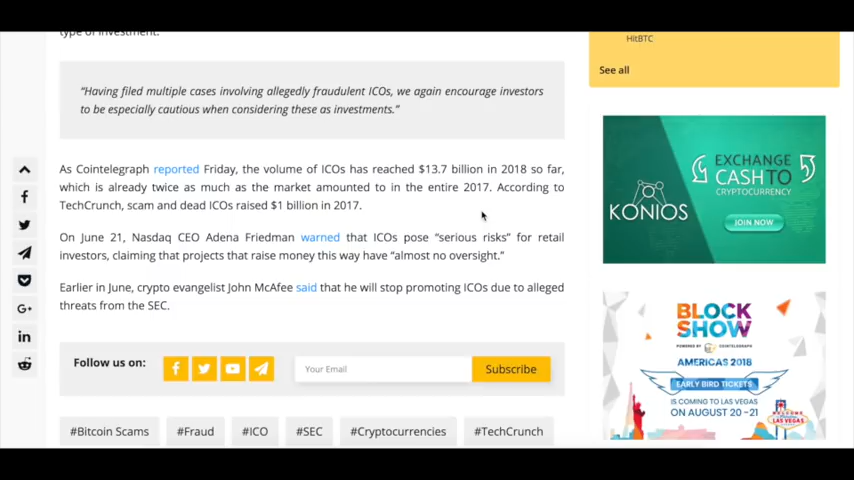 type of investment.
“Having filed multiple cases involving allegedly fraudulent ICOs, we again encourage investors
to be especially cautious when considering these as investments.”
As Cointelegraph reported Friday, the volume of ICOs has reached $13.7 billion in 2018 so far,
which is already twice as much as the market amounted to in the entire 2017. According to
TechCrunch, scam and dead ICOs raised $1 billion in 2017.
On June 21, Nasdaq CEO Adena Friedman warned that ICOs pose “serious risks” for retail
investors, claiming that projects that raise money this way have “almost no oversight.”
Earlier in June, crypto evangelist John McAfee said that he will stop promoting ICOs due to alleged
threats from the SEC.
Follow us on:
Your Email
Subscribe
#Bitcoin Scams
#Fraud
#ICO
#SEC
#Cryptocurrencies
#TechCrunch
HitBTC
See all
KONIOS
EXCHANGE
CASH TO
CRYPTOCURRENCY
JOIN NOW
BLOCK
SHOW
POWERED BY COINTELEGRAPH
AMERICAS 2018
EARLY BIRD TICKETS
IS COMING TO LAS VEGAS
ON AUGUST 20-21
G+
in